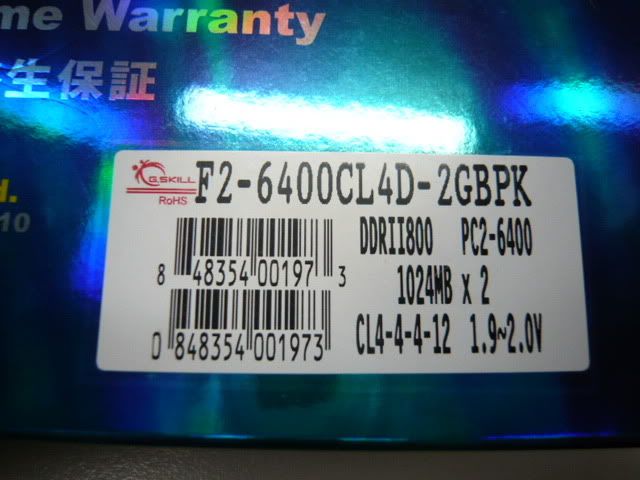 me Warranty
生保証
d.
10
G.SKILL
RoHS
F2-6400CL4D-2GBPK
DDRII800 PC2-6400
8 48354 00197 3
1024MB x 2
0 848354 001973
CL4-4-4-12 1.9~2.0V